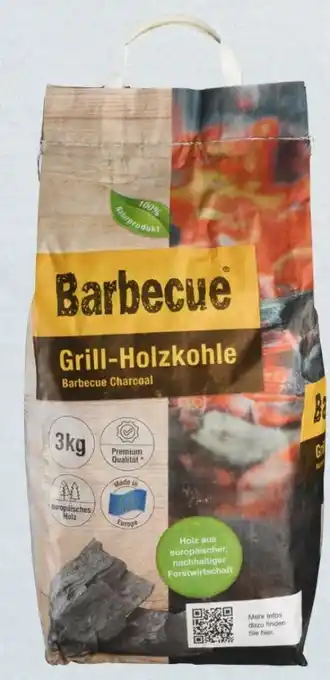 100%
Naturprodukt
Barbecue®
Grill-Holzkohle
Barbecue Charcoal
3kg
Premium
Qualität *
europäisches
Holz
Made in
Europe
Holz aus
europäischer,
nachhaltiger
Forstwirtschaft
Mehr Infos
dazu finden
Sie hier.
Ba
G